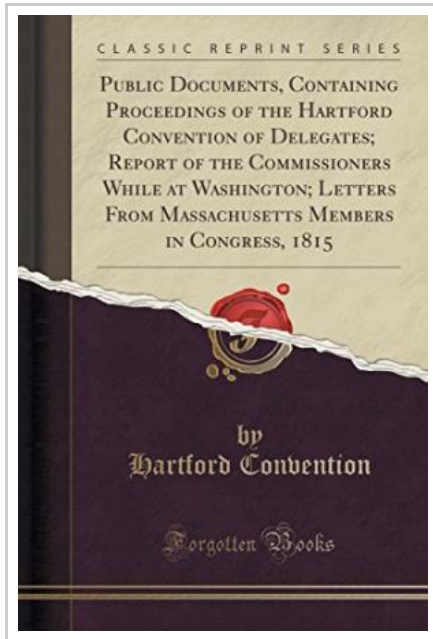 CLASSIC REPRINT SERIES
PUBLIC DOCUMENTS, CONTAINING
PROCEEDINGS OF THE HARTFORD
CONVENTION OF DELEGATES;
REPORT OF THE COMMISSIONERS
WHILE AT WASHINGTON; LETTERS
FROM MASSACHUSETTS MEMBERS
IN CONGRESS, 1815
by
Hartford Convention
Forgotten Books